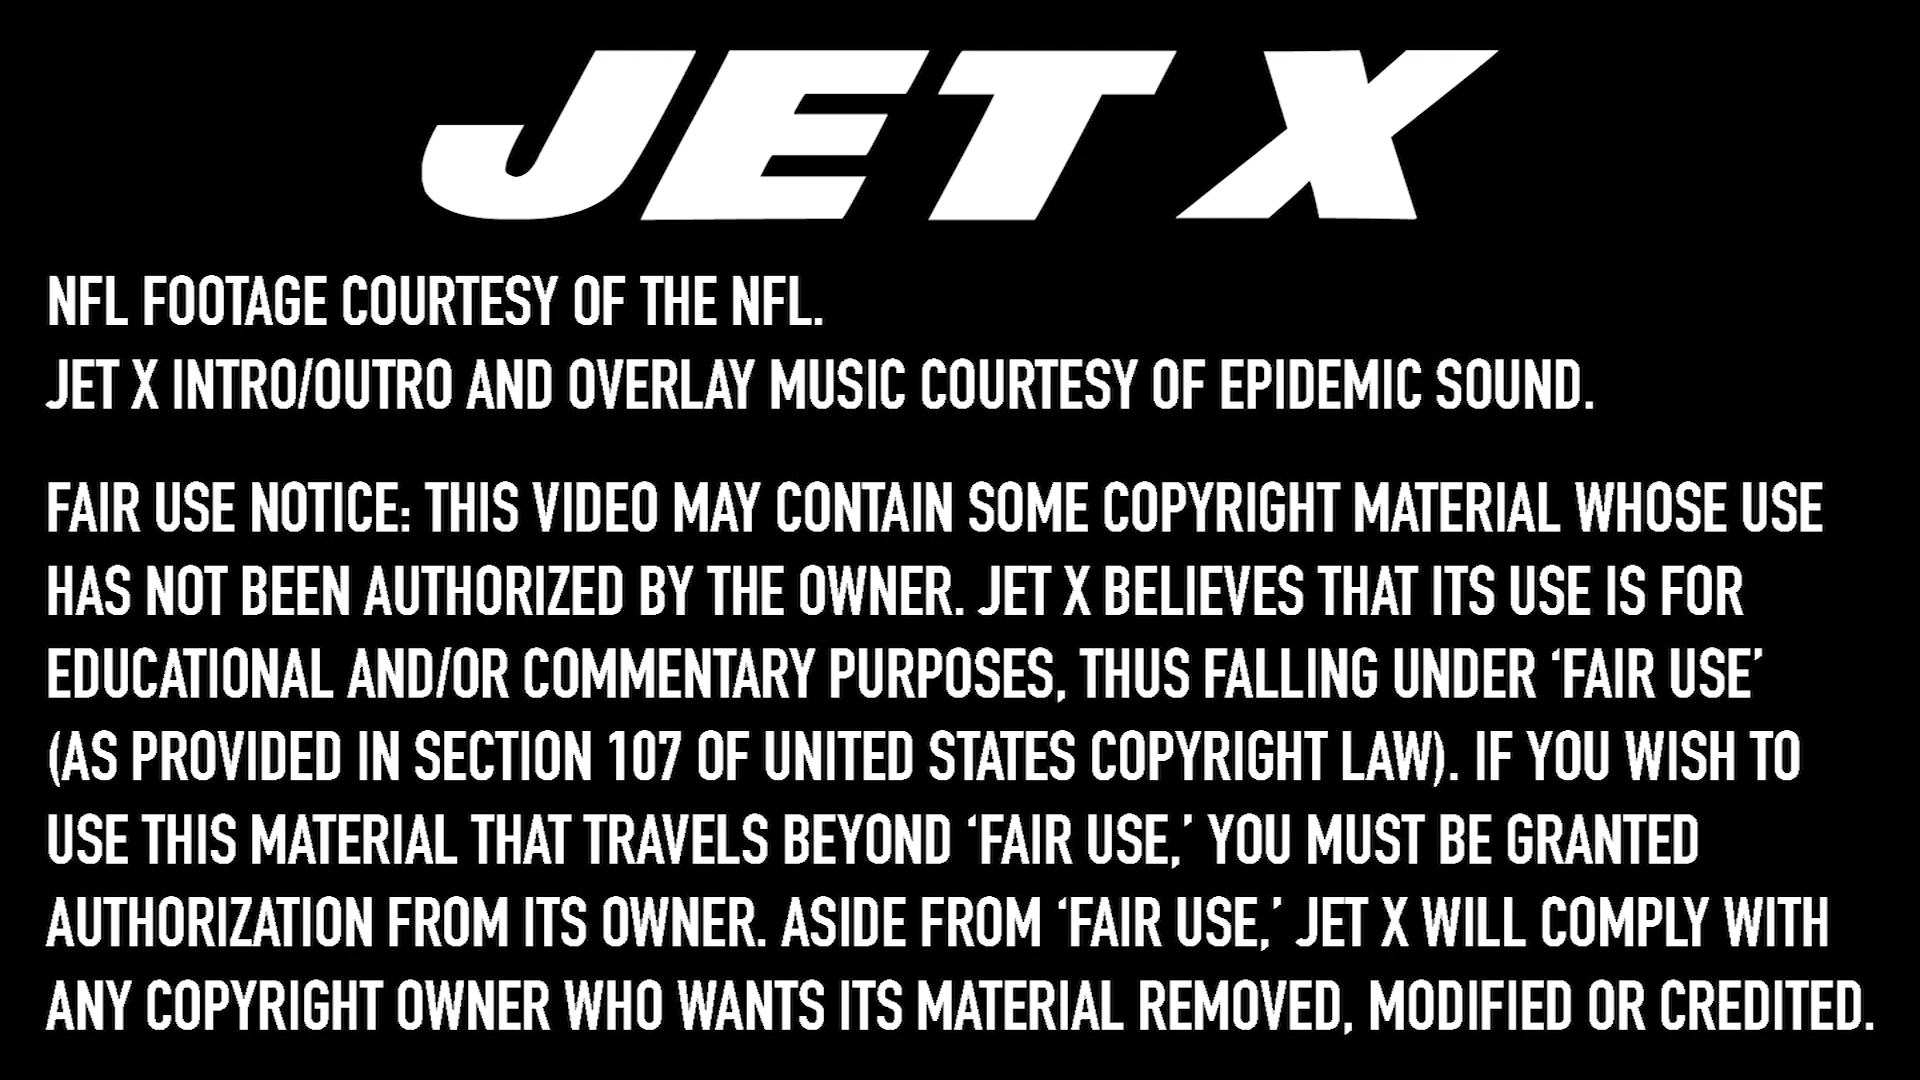 JET X
NFL FOOTAGE COURTESY OF THE NFL.
JET X INTRO/OUTRO AND OVERLAY MUSIC COURTESY OF EPIDEMIC SOUND.
FAIR USE NOTICE: THIS VIDEO MAY CONTAIN SOME COPYRIGHT MATERIAL WHOSE USE
HAS NOT BEEN AUTHORIZED BY THE OWNER. JET X BELIEVES THAT ITS USE IS FOR
EDUCATIONAL AND/OR COMMENTARY PURPOSES, THUS FALLING UNDER ‘FAIR USE’
(AS PROVIDED IN SECTION 107 OF UNITED STATES COPYRIGHT LAW). IF YOU WISH TO
USE THIS MATERIAL THAT TRAVELS BEYOND ‘FAIR USE,’ YOU MUST BE GRANTED
AUTHORIZATION FROM ITS OWNER. ASIDE FROM ‘FAIR USE,’ JET X WILL COMPLY WITH
ANY COPYRIGHT OWNER WHO WANTS ITS MATERIAL REMOVED, MODIFIED OR CREDITED.